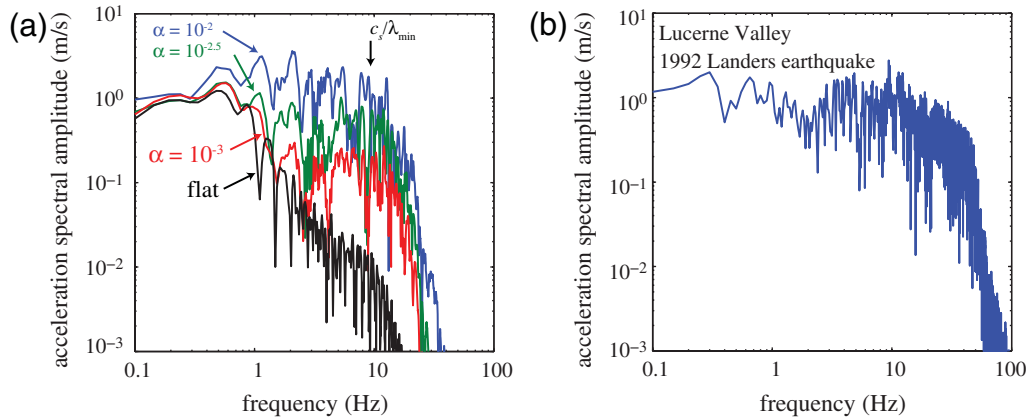 (a)
α = 10⁻²
α = 10⁻²·⁵
α = 10⁻³
flat
cₛ/λₘᵢₙ
acceleration spectral amplitude (m/s)
10¹
10⁰
10⁻¹
10⁻²
10⁻³
0.1
1
10
100
frequency (Hz)
(b)
Lucerne Valley
1992 Landers earthquake
acceleration spectral amplitude (m/s)
10¹
10⁰
10⁻¹
10⁻²
10⁻³
0.1
1
10
100
frequency (Hz)